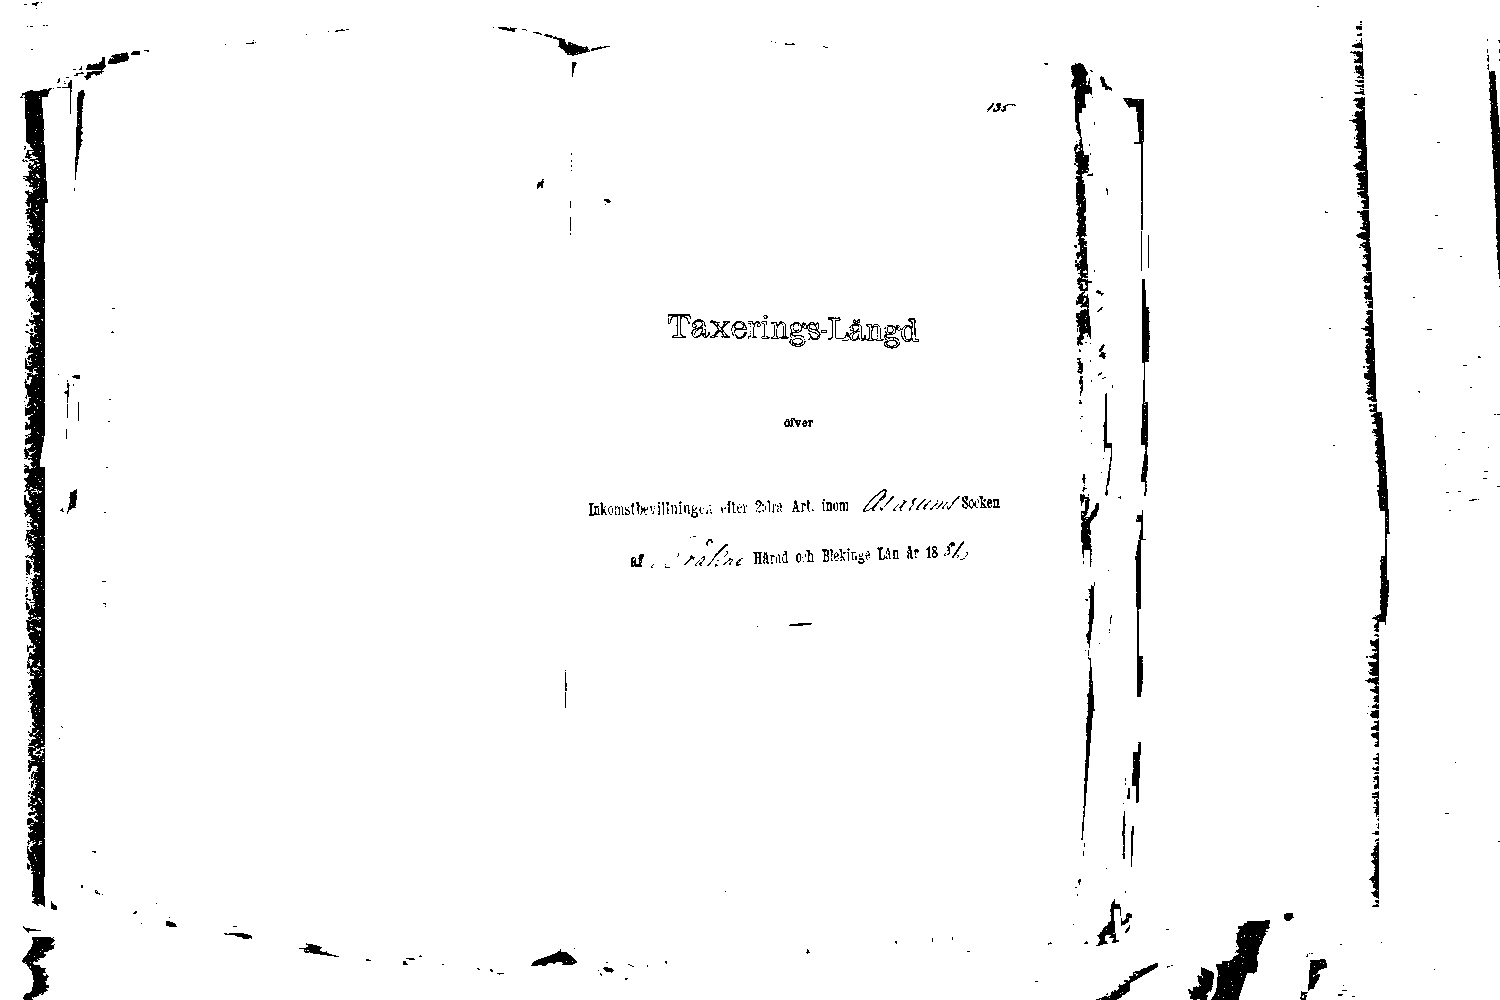 135
Taxerings-Längd
öfver
Inkomstbevillningen efter 2:dra Art. inom Asarums Socken
af Bräkne Härad och Blekinge Län år 18